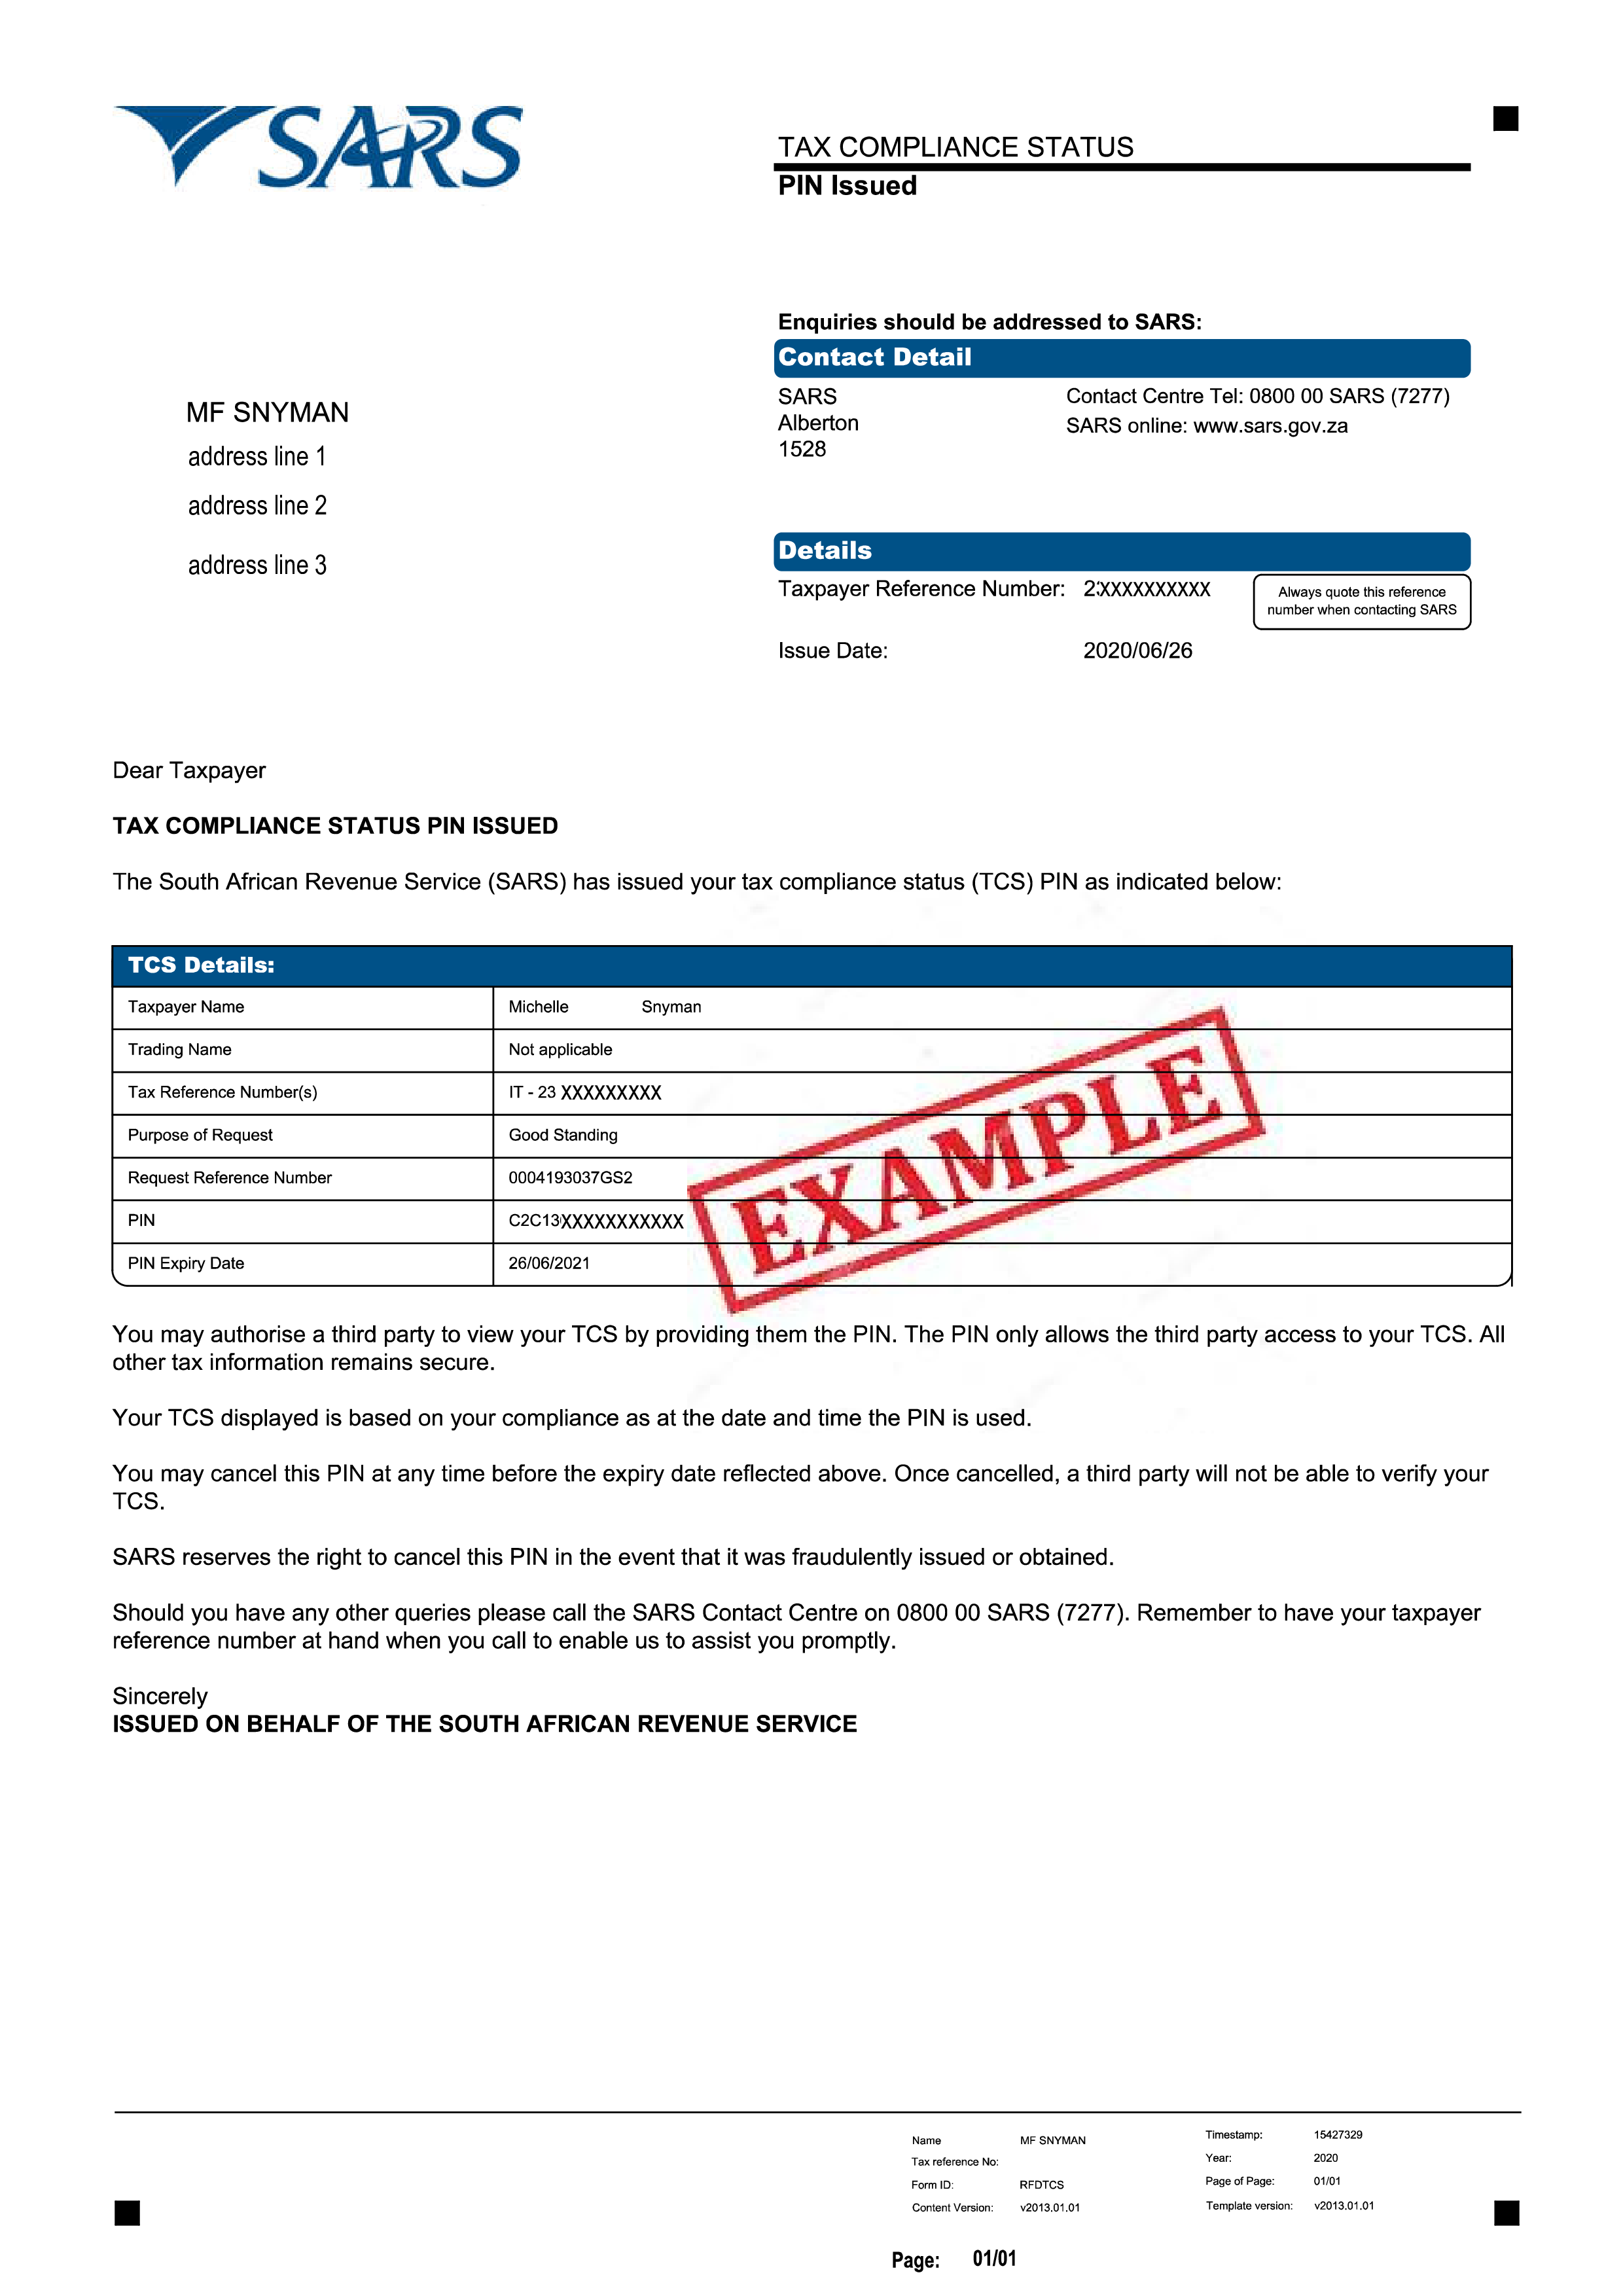 SARS
TAX COMPLIANCE STATUS
PIN Issued
Enquiries should be addressed to SARS:
Contact Detail
SARS
Alberton
1528
Contact Centre Tel: 0800 00 SARS (7277)
SARS online: www.sars.gov.za
MF SNYMAN
address line 1
address line 2
address line 3
Details
Taxpayer Reference Number: 2XXXXXXXXXX
Always quote this reference
number when contacting SARS
Issue Date: 2020/06/26
Dear Taxpayer
TAX COMPLIANCE STATUS PIN ISSUED
The South African Revenue Service (SARS) has issued your tax compliance status (TCS) PIN as indicated below:
TCS Details:
Taxpayer Name Michelle Snyman
Trading Name Not applicable
Tax Reference Number(s) IT - 23 XXXXXXXXX
Purpose of Request Good Standing
Request Reference Number 0004193037GS2
PIN C2C13XXXXXXXXXXX
PIN Expiry Date 26/06/2021
EXAMPLE
You may authorise a third party to view your TCS by providing them the PIN. The PIN only allows the third party access to your TCS. All
other tax information remains secure.
Your TCS displayed is based on your compliance as at the date and time the PIN is used.
You may cancel this PIN at any time before the expiry date reflected above. Once cancelled, a third party will not be able to verify your
TCS.
SARS reserves the right to cancel this PIN in the event that it was fraudulently issued or obtained.
Should you have any other queries please call the SARS Contact Centre on 0800 00 SARS (7277). Remember to have your taxpayer
reference number at hand when you call to enable us to assist you promptly.
Sincerely
ISSUED ON BEHALF OF THE SOUTH AFRICAN REVENUE SERVICE
Name MF SNYMAN
Tax reference No:
Form ID: RFDTCS
Content Version: v2013.01.01
Timestamp: 15427329
Year: 2020
Page of Page: 01/01
Template version: v2013.01.01
Page: 01/01